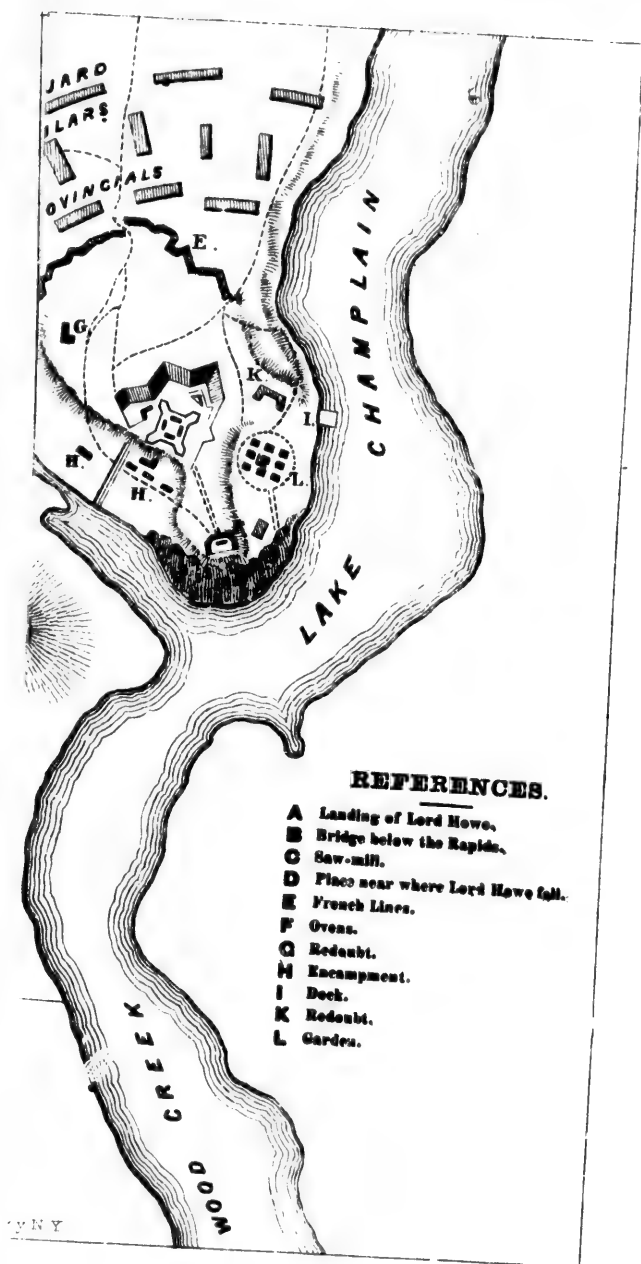 JARD
ILARS
OVINCIALS
E.
G.
K
I.
H.
H.
L.
CHAMPLAIN
LAKE
REFERENCES.
A Landing of Lord Howe.
B Bridge below the Rapids.
C Saw-mill.
D Place near where Lord Howe fell.
E French Lines.
F Ovens.
G Redoubt.
H Encampment.
I Dock.
K Redoubt.
L Garden.
WOOD CREEK
y N Y